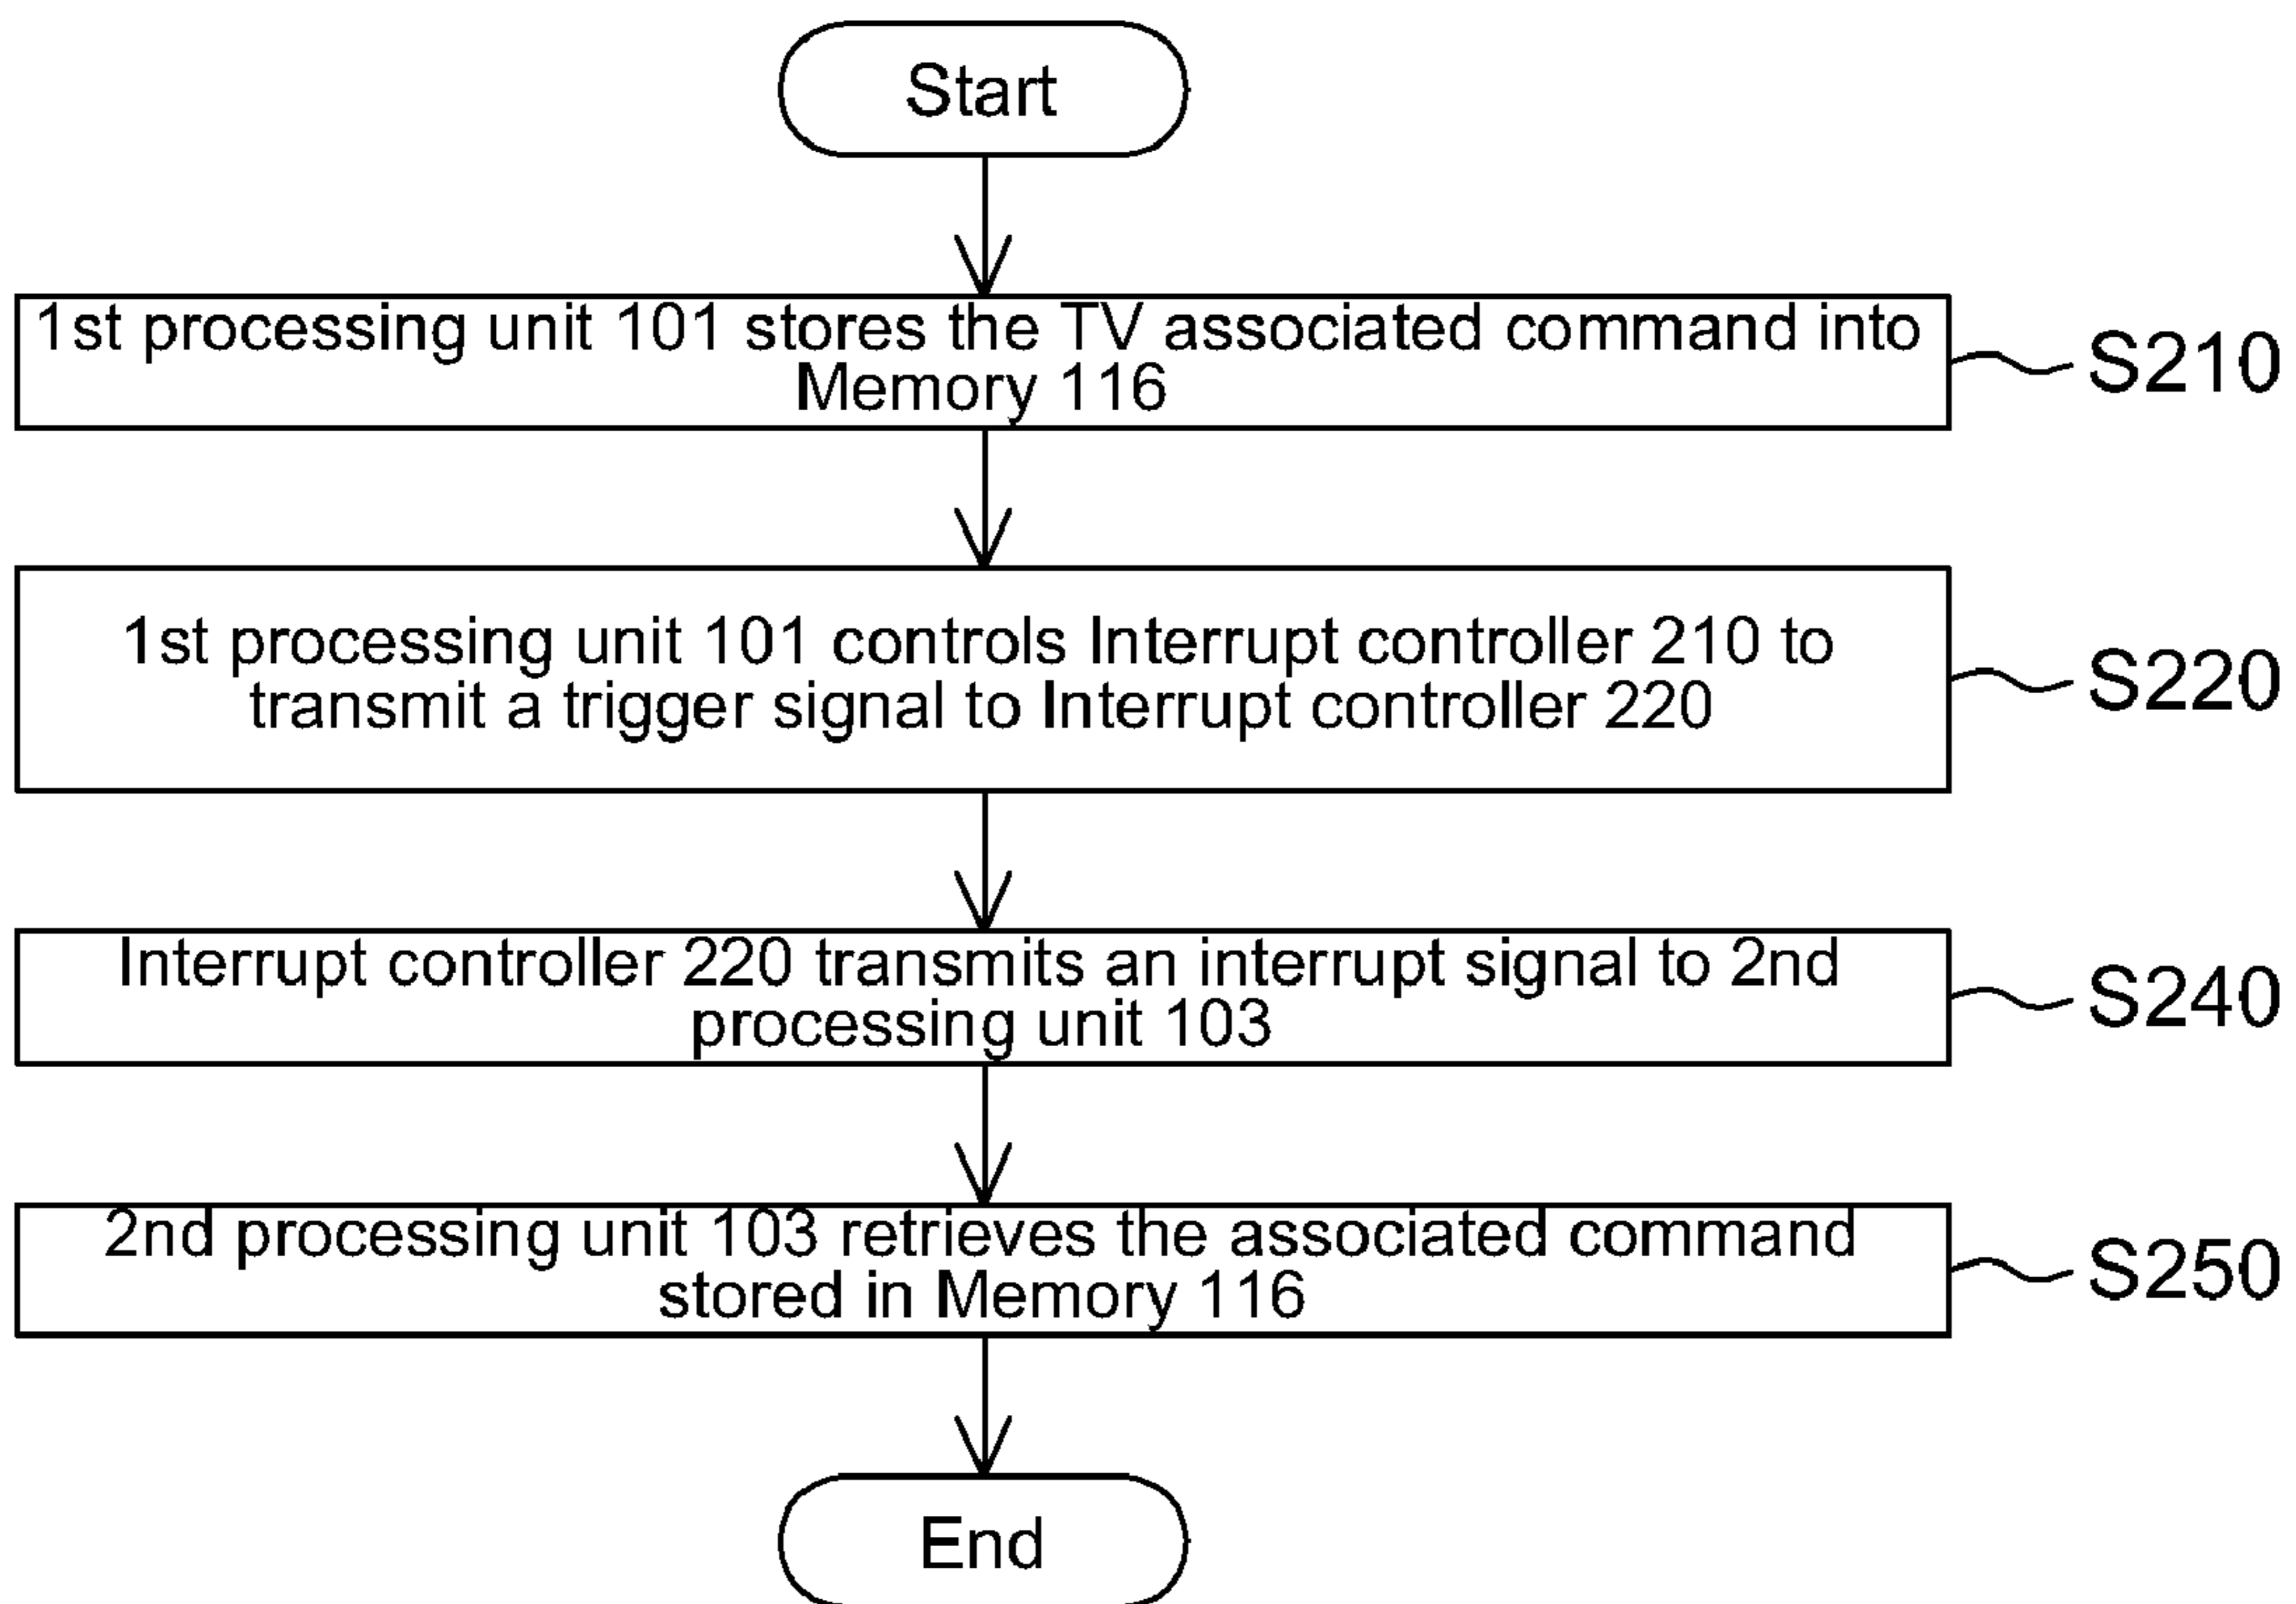 Start
1st processing unit 101 stores the TV associated command into
Memory 116
S210
1st processing unit 101 controls Interrupt controller 210 to
transmit a trigger signal to Interrupt controller 220
S220
Interrupt controller 220 transmits an interrupt signal to 2nd
processing unit 103
S240
2nd processing unit 103 retrieves the associated command
stored in Memory 116
S250
End